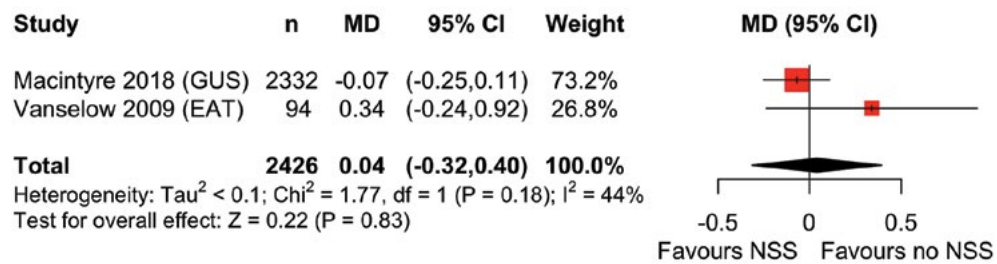 Study n MD 95% CI Weight MD (95% CI)
Macintyre 2018 (GUS) 2332 -0.07 (-0.25,0.11) 73.2%
Vanselow 2009 (EAT) 94 0.34 (-0.24,0.92) 26.8%
Total 2426 0.04 (-0.32,0.40) 100.0%
Heterogeneity: Tau² < 0.1; Chi² = 1.77, df = 1 (P = 0.18); I² = 44%
Test for overall effect: Z = 0.22 (P = 0.83)
-0.5 0 0.5
Favours NSS Favours no NSS